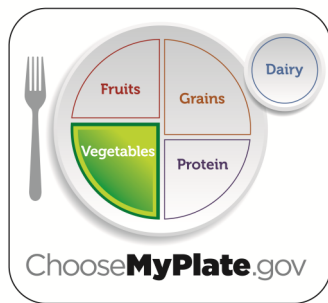 Fruits
Grains
Dairy
Vegetables
Protein
ChooseMyPlate.gov